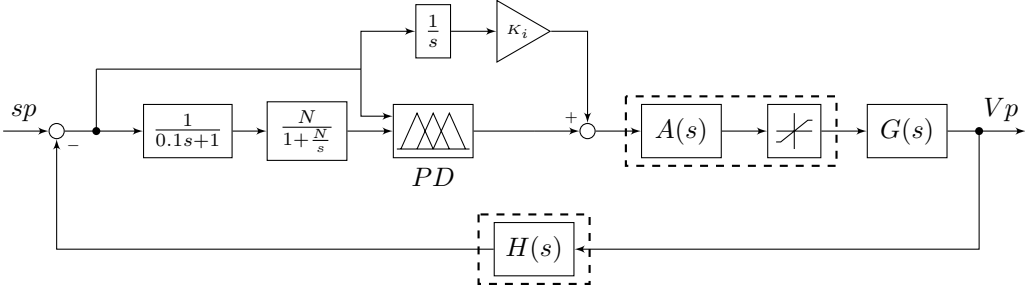 1/s
K_i
sp
1/(0.1s+1)
N/(1+N/s)
+
A(s)
G(s)
Vp
−
PD
H(s)